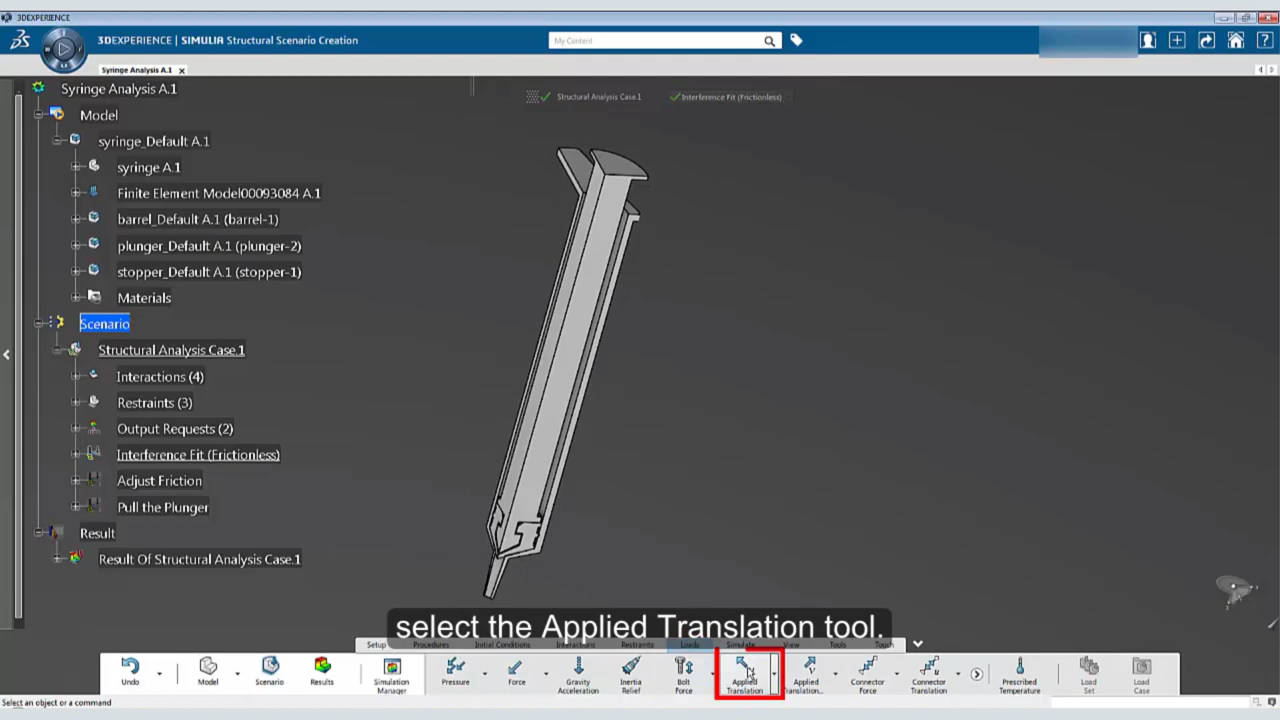 3DEXPERIENCE
3DEXPERIENCE | SIMULIA Structural Scenario Creation
My Content
Syringe Analysis A.1 x
Syringe Analysis A.1
Structural Analysis Case.1
Interference Fit (Frictionless)
Model
syringe_Default A.1
syringe A.1
Finite Element Model00093084 A.1
barrel_Default A.1 (barrel-1)
plunger_Default A.1 (plunger-2)
stopper_Default A.1 (stopper-1)
Materials
Scenario
Structural Analysis Case.1
Interactions (4)
Restraints (3)
Output Requests (2)
Interference Fit (Frictionless)
Adjust Friction
Pull the Plunger
Result
Result Of Structural Analysis Case.1
select the Applied Translation tool.
Setup Procedures Initial Conditions Interactions Restraints Loads Simulate View Tools Touch
Undo
Model
Scenario
Results
Simulation
Manager
Pressure
Force
Gravity
Acceleration
Inertia
Relief
Bolt
Force
Applied
Translation
Applied
Translation...
Connector
Force
Connector
Translation
Prescribed
Temperature
Load
Set
Load
Case
Select an object or a command